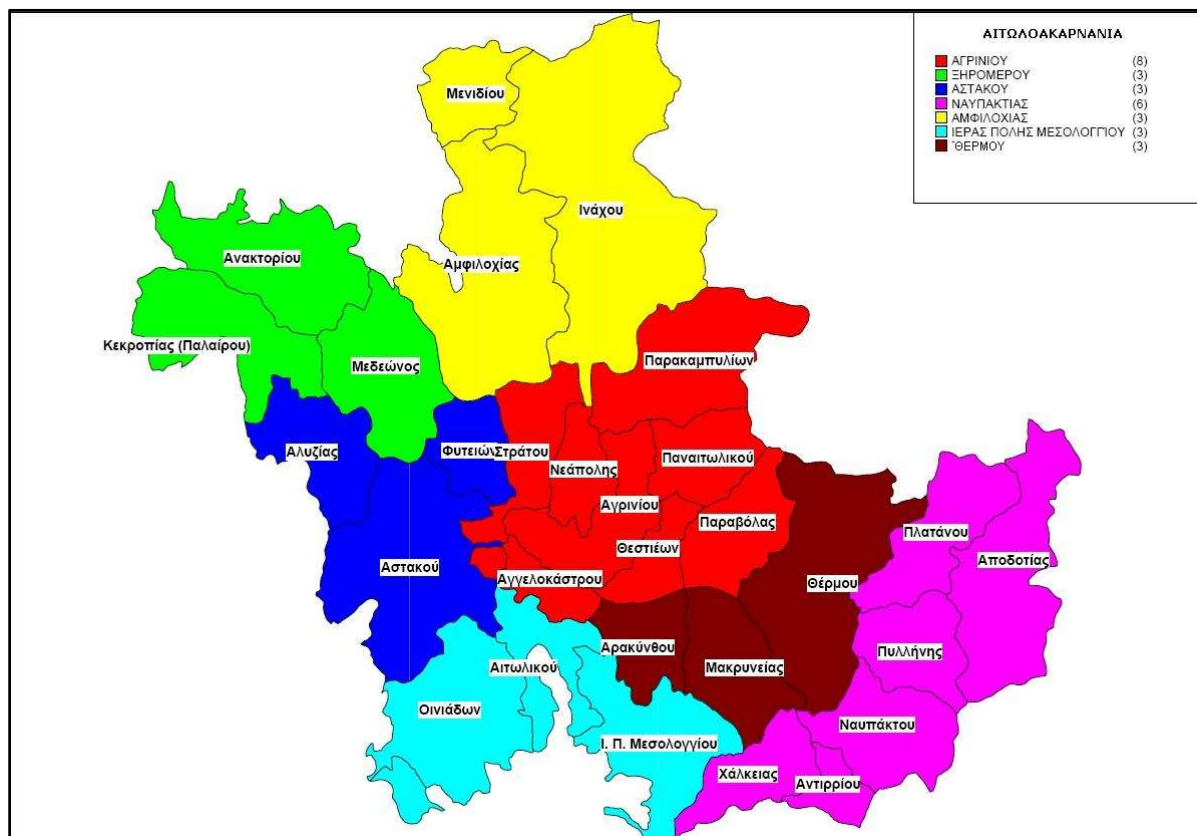 ΑΙΤΩΛΟΑΚΑΡΝΑΝΙΑ
ΑΓΡΙΝΙΟΥ (8)
ΞΗΡΟΜΕΡΟΥ (3)
ΑΣΤΑΚΟΥ (3)
ΝΑΥΠΑΚΤΙΑΣ (6)
ΑΜΦΙΛΟΧΙΑΣ (3)
ΙΕΡΑΣ ΠΟΛΗΣ ΜΕΣΟΛΟΓΓΙΟΥ (3)
ΘΕΡΜΟΥ (3)
Μενιδίου
Ινάχου
Ανακτορίου
Αμφιλοχίας
Κεκροπίας (Παλαίρου)
Μεδεώνος
Παρακαμπυλίων
Αλυζίας
Φυτειών
Στράτου
Νεάπολης
Παναιτωλικού
Αγρινίου
Παραβόλας
Πλατάνου
Θεστιέων
Αποδοτίας
Αστακού
Αγγελοκάστρου
Θέρμου
Αρακύνθου
Μακρυνείας
Πυλλήνης
Αιτωλικού
Οινιάδων
Ναυπάκτου
Ι. Π. Μεσολογγίου
Χάλκειας
Αντιρρίου